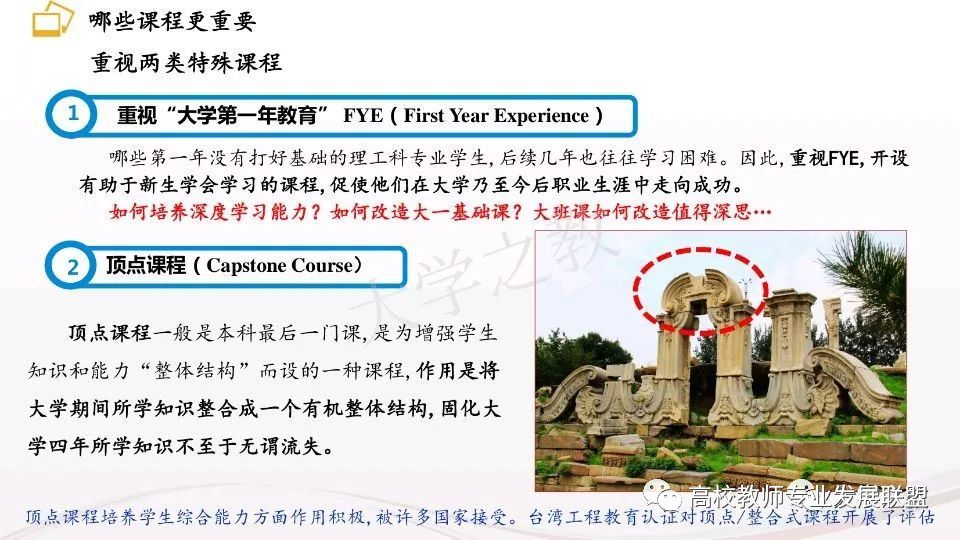 哪些课程更重要
重视两类特殊课程
1 重视“大学第一年教育” FYE（First Year Experience）
哪些第一年没有打好基础的理工科专业学生,后续几年也往往学习困难。因此,重视FYE,开设
有助于新生学会学习的课程,促使他们在大学乃至今后职业生涯中走向成功。
如何培养深度学习能力？如何改造大一基础课？大班课如何改造值得深思…
2 顶点课程（Capstone Course）
大学之教
顶点课程一般是本科最后一门课,是为增强学生
知识和能力“整体结构”而设的一种课程,作用是将
大学期间所学知识整合成一个有机整体结构,固化大
学四年所学知识不至于无谓流失。
高校教师专业发展联盟
顶点课程培养学生综合能力方面作用积极,被许多国家接受。台湾工程教育认证对顶点/整合式课程开展了评估